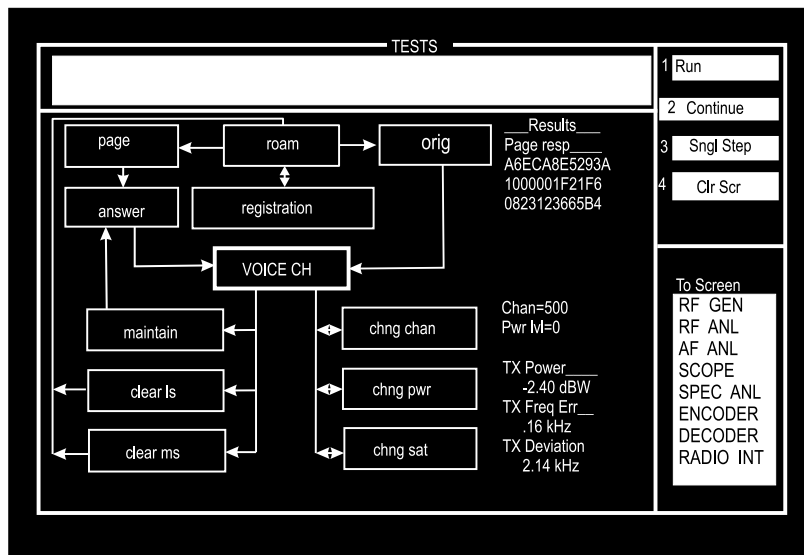 TESTS
1 Run
2 Continue
3 Sngl Step
4 Clr Scr
page
roam
orig
answer
registration
VOICE CH
maintain
chng chan
clear ls
chng pwr
clear ms
chng sat
___Results___
Page resp____
A6ECA8E5293A
1000001F21F6
0823123665B4
Chan=500
Pwr lvl=0
TX Power____
-2.40 dBW
TX Freq Err__
.16 kHz
TX Deviation
2.14 kHz
To Screen
RF GEN
RF ANL
AF ANL
SCOPE
SPEC ANL
ENCODER
DECODER
RADIO INT